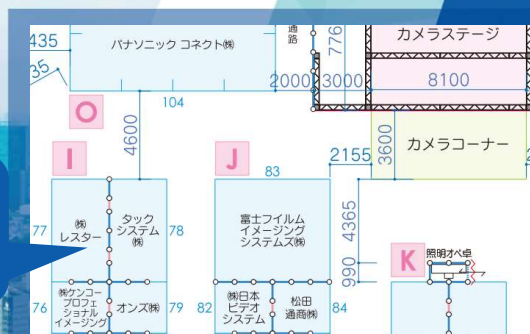 435
35
パナソニック コネクト㈱
通
路
776
カメラステージ
2000
3000
8100
O
104
4600
3600
カメラコーナー
I
J
83
2155
77
㈱
レスター
タック
システム
㈱
78
富士フイルム
イメージング
システムズ㈱
4365
990
K
照明オペ卓
76
㈱ケンコー
プロフェ
ショナル
イメージング
オンズ㈱
79
82
㈱日本
ビデオ
システム
松田
通商㈱
84